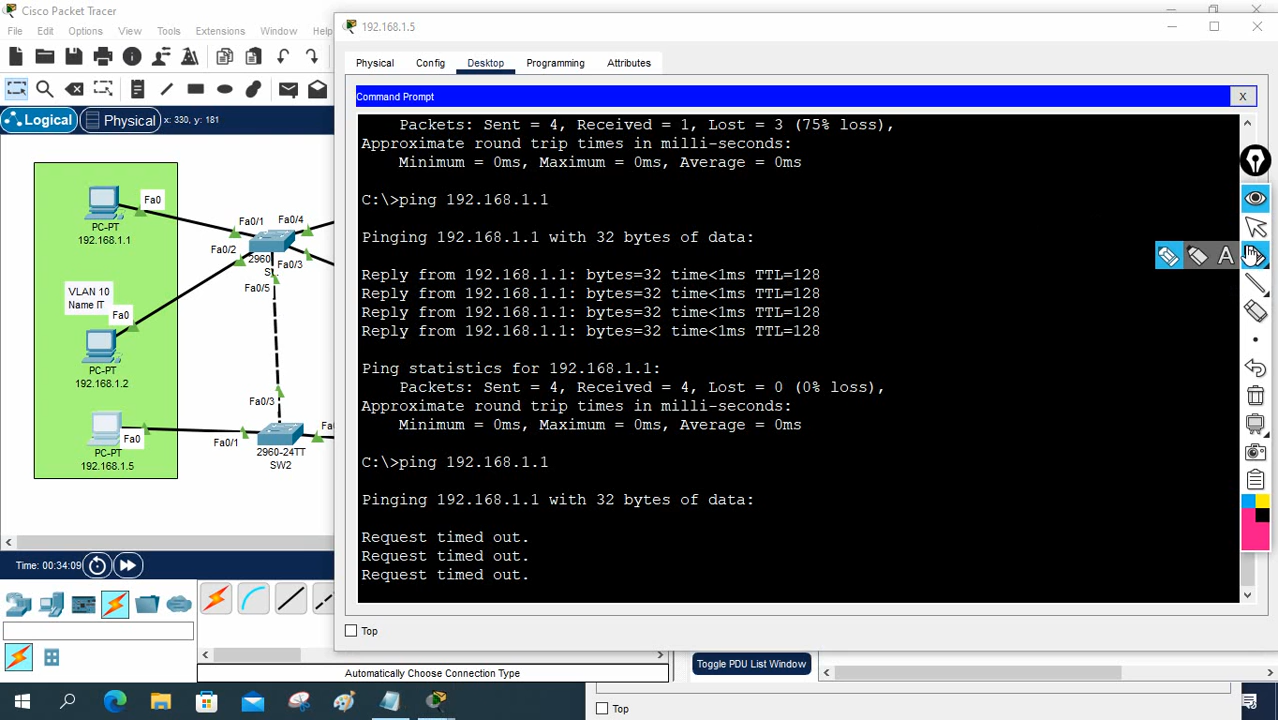 Cisco Packet Tracer
File Edit Options View Tools Extensions Window Help
Logical Physical x: 330, y: 181
Fa0
PC-PT
192.168.1.1
Fa0/1 Fa0/4
Fa0/2
2960
S
Fa0/3
Fa0/5
VLAN 10
Name IT
Fa0
PC-PT
192.168.1.2
Fa0/3
Fa0
PC-PT
192.168.1.5
Fa0/1
Fa
2960-24TT
SW2
Time: 00:34:09
Automatically Choose Connection Type
192.168.1.5
Physical Config Desktop Programming Attributes
Command Prompt X
Packets: Sent = 4, Received = 1, Lost = 3 (75% loss),
Approximate round trip times in milli-seconds:
Minimum = 0ms, Maximum = 0ms, Average = 0ms
C:\>ping 192.168.1.1
Pinging 192.168.1.1 with 32 bytes of data:
Reply from 192.168.1.1: bytes=32 time<1ms TTL=128
Reply from 192.168.1.1: bytes=32 time<1ms TTL=128
Reply from 192.168.1.1: bytes=32 time<1ms TTL=128
Reply from 192.168.1.1: bytes=32 time<1ms TTL=128
Ping statistics for 192.168.1.1:
Packets: Sent = 4, Received = 4, Lost = 0 (0% loss),
Approximate round trip times in milli-seconds:
Minimum = 0ms, Maximum = 0ms, Average = 0ms
C:\>ping 192.168.1.1
Pinging 192.168.1.1 with 32 bytes of data:
Request timed out.
Request timed out.
Request timed out.
Top
Toggle PDU List Window
Top
A